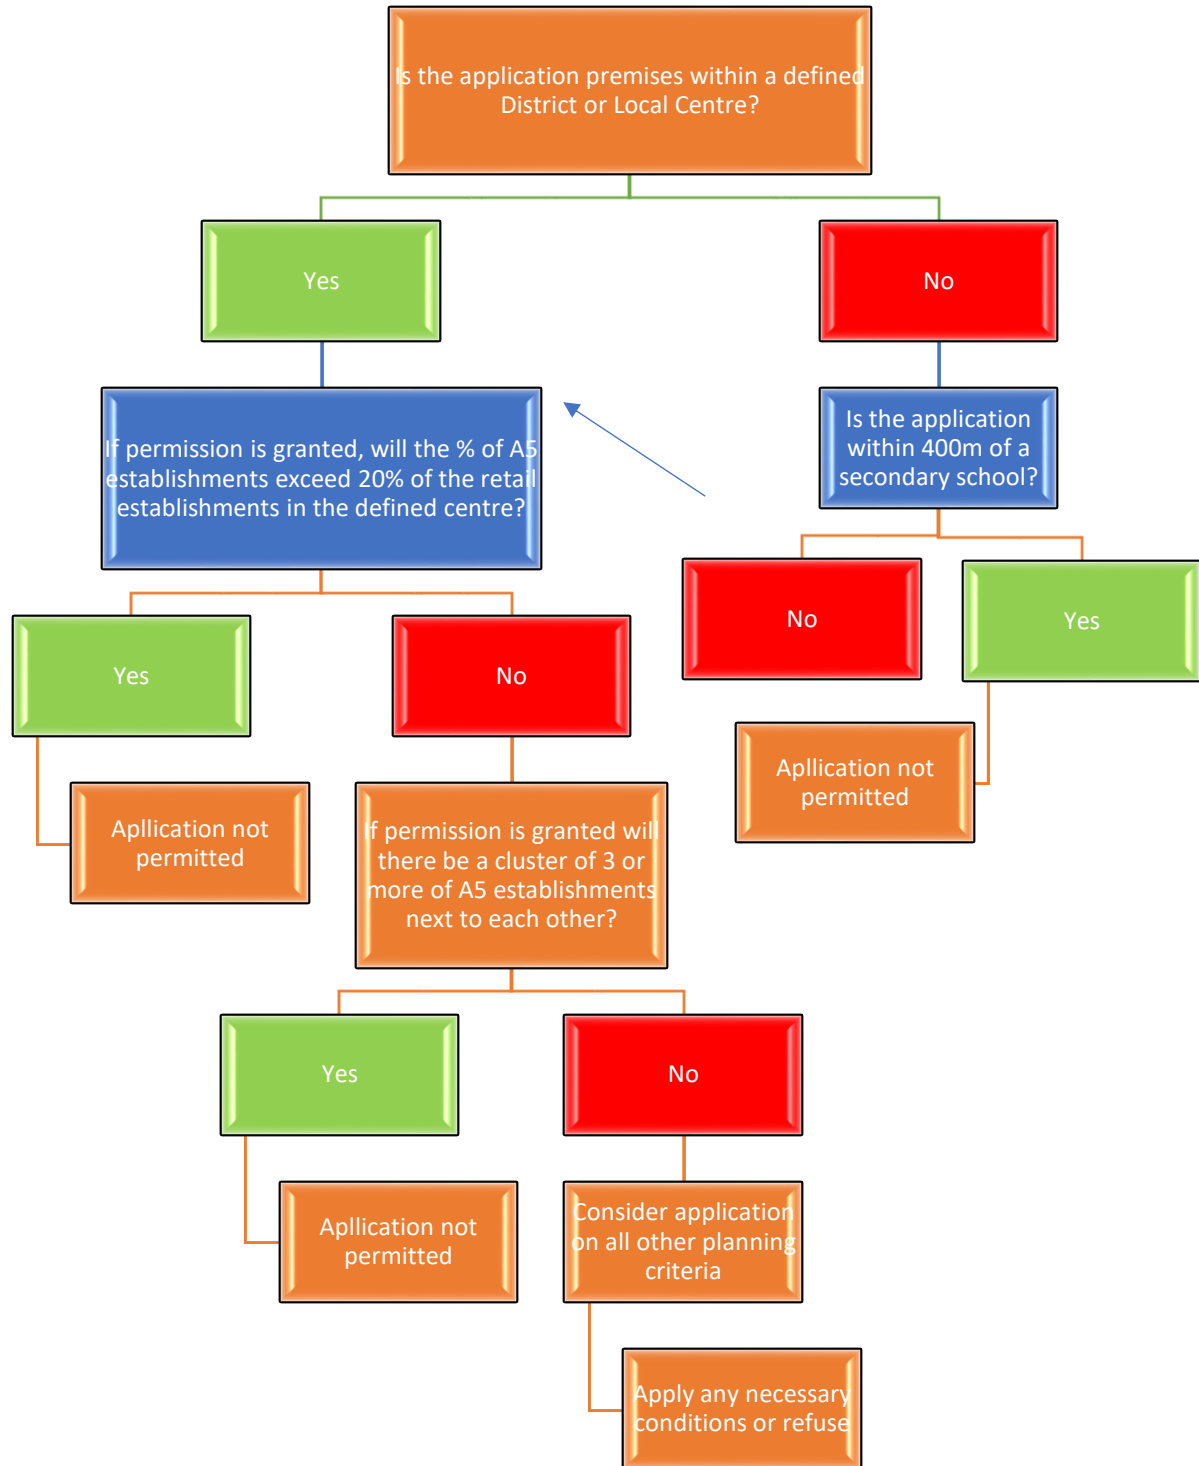 Is the application premises within a defined
District or Local Centre?
Yes
No
If permission is granted, will the % of A5
establishments exceed 20% of the retail
establishments in the defined centre?
Is the application
within 400m of a
secondary school?
No
Yes
Yes
No
Apllication not
permitted
Apllication not
permitted
If permission is granted will
there be a cluster of 3 or
more of A5 establishments
next to each other?
Yes
No
Apllication not
permitted
Consider application
on all other planning
criteria
Apply any necessary
conditions or refuse